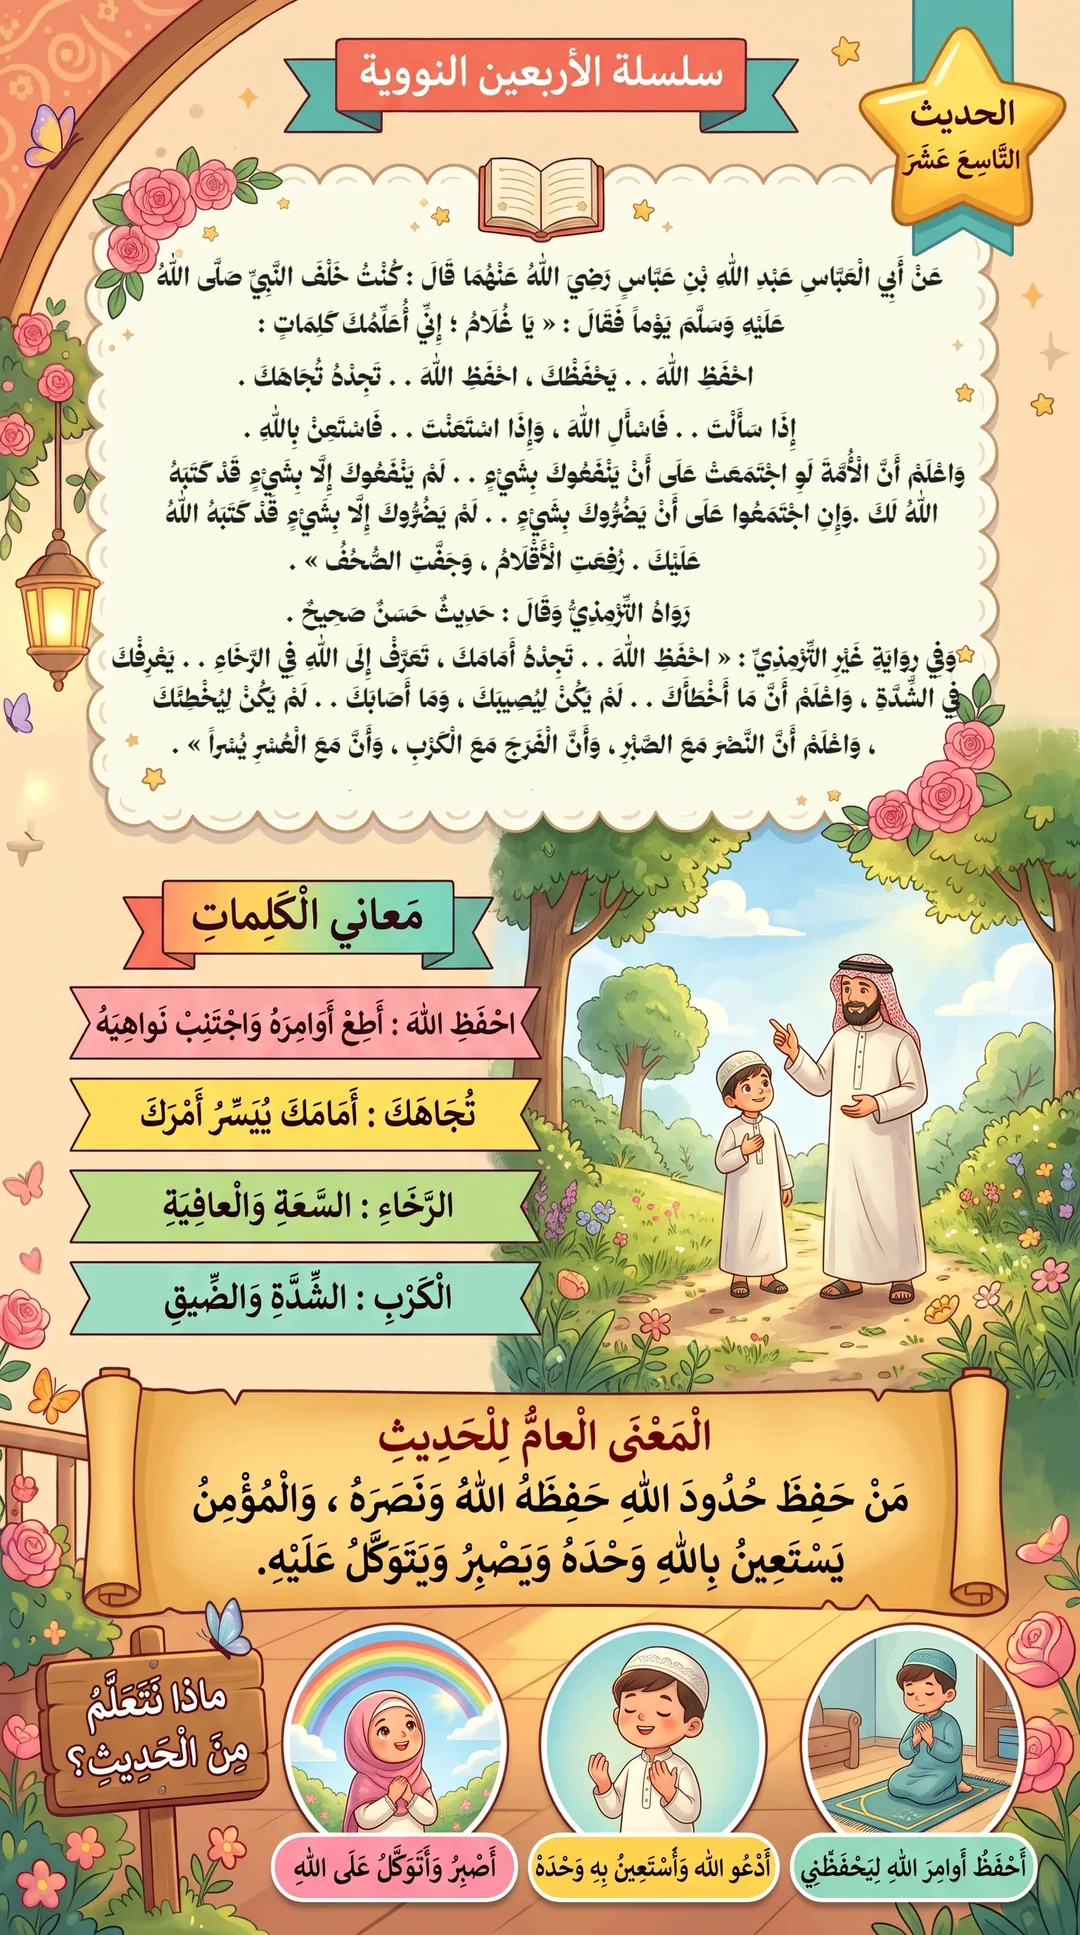 سلسلة الأربعين النووية
الحديث
التَّاسِعَ عَشَرَ
عَنْ أَبِي الْعَبَّاسِ عَبْدِ اللهِ بْنِ عَبَّاسٍ رَضِيَ اللهُ عَنْهُمَا قَالَ : كُنْتُ خَلْفَ النَّبِيِّ صَلَّى اللهُ
عَلَيْهِ وَسَلَّمَ يَوْماً فَقَالَ : « يَا غُلَامُ ؛ إِنِّي أُعَلِّمُكَ كَلِمَاتٍ :
احْفَظِ اللهَ . . يَحْفَظْكَ ، احْفَظِ اللهَ . . تَجِدْهُ تُجَاهَكَ .
إِذَا سَأَلْتَ . . فَاسْأَلِ اللهَ ، وَإِذَا اسْتَعَنْتَ . . فَاسْتَعِنْ بِاللهِ .
وَاعْلَمْ أَنَّ الْأُمَّةَ لَوِ اجْتَمَعَتْ عَلَى أَنْ يَنْفَعُوكَ بِشَيْءٍ . . لَمْ يَنْفَعُوكَ إِلَّا بِشَيْءٍ قَدْ كَتَبَهُ
اللهُ لَكَ .وَإِنِ اجْتَمَعُوا عَلَى أَنْ يَضُرُّوكَ بِشَيْءٍ . . لَمْ يَضُرُّوكَ إِلَّا بِشَيْءٍ قَدْ كَتَبَهُ اللهُ
عَلَيْكَ . رُفِعَتِ الْأَقْلَامُ ، وَجَفَّتِ الصُّحُفُ » .
رَوَاهُ التِّرْمِذِيُّ وَقَالَ : حَدِيثٌ حَسَنٌ صَحِيحٌ .
وَفِي رِوَايَةِ غَيْرِ التِّرْمِذِيِّ : « احْفَظِ اللهَ . . تَجِدْهُ أَمَامَكَ ، تَعَرَّفْ إِلَى اللهِ فِي الرَّخَاءِ . . يَعْرِفْكَ
فِي الشِّدَّةِ ، وَاعْلَمْ أَنَّ مَا أَخْطَأَكَ . . لَمْ يَكُنْ لِيُصِيبَكَ ، وَمَا أَصَابَكَ . . لَمْ يَكُنْ لِيُخْطِئَكَ
، وَاعْلَمْ أَنَّ النَّصْرَ مَعَ الصَّبْرِ ، وَأَنَّ الْفَرَجَ مَعَ الْكَرْبِ ، وَأَنَّ مَعَ الْعُسْرِ يُسْراً » .
مَعاني الْكَلِماتِ
احْفَظِ اللهَ : أَطِعْ أَوَامِرَهُ وَاجْتَنِبْ نَواهِيَهُ
تُجَاهَكَ : أَمَامَكَ يُيَسِّرُ أَمْرَكَ
الرَّخَاءِ : السَّعَةِ وَالْعافِيَةِ
الْكَرْبِ : الشِّدَّةِ وَالضِّيقِ
الْمَعْنَى الْعامُّ لِلْحَدِيثِ
مَنْ حَفِظَ حُدُودَ اللهِ حَفِظَهُ اللهُ وَنَصَرَهُ ، وَالْمُؤْمِنُ
يَسْتَعِينُ بِاللهِ وَحْدَهُ وَيَصْبِرُ وَيَتَوَكَّلُ عَلَيْهِ.
ماذا نَتَعَلَّمُ
مِنَ الْحَدِيثِ؟
أَحْفَظُ أَوامِرَ اللهِ لِيَحْفَظَّنِي
أَدْعُو الله وَأَسْتَعِينُ بِهِ وَحْدَهْ
أَصْبِرُ وَأَتَوَكَّلُ عَلَى اللهِ